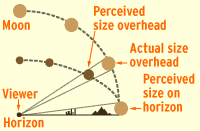 Moon
Perceived
size overhead
Actual size
overhead
Perceived
size on
horizon
Viewer
Horizon